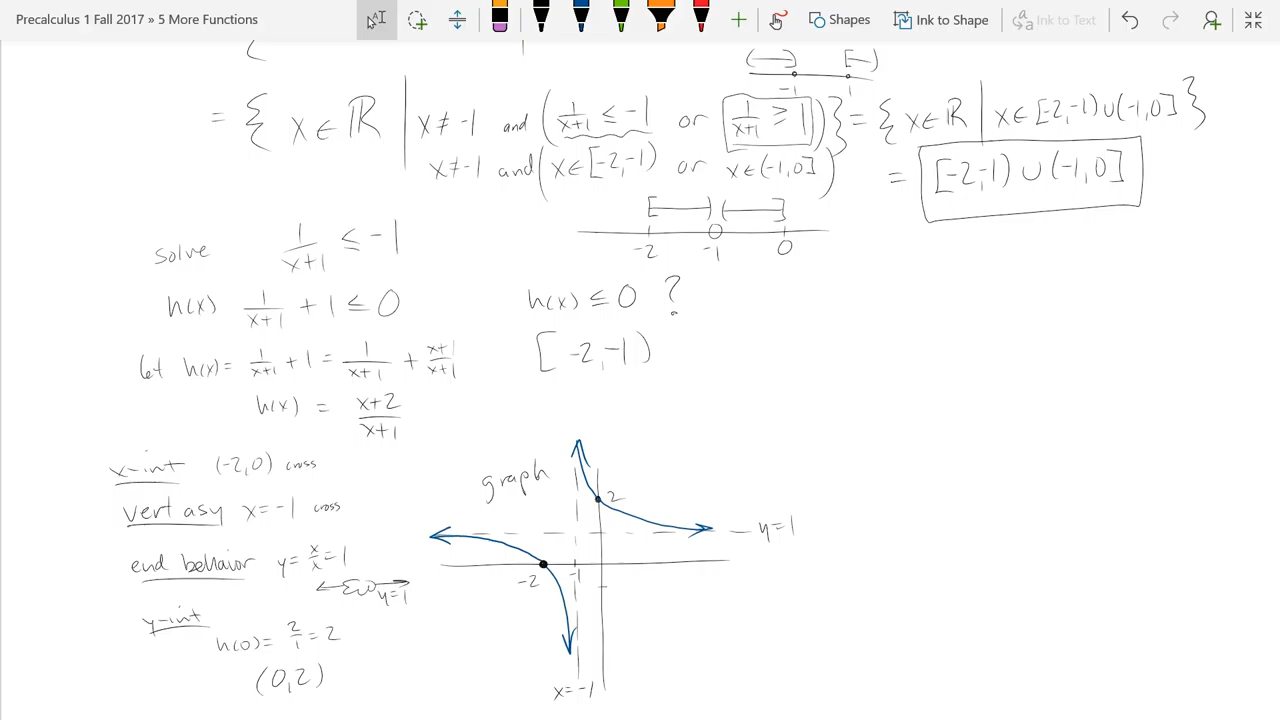 Precalculus 1 Fall 2017 » 5 More Functions
Shapes
Ink to Shape
Ink to Text
-1 1
= { x ∈ ℝ | x ≠ -1 and ( 1/(x+1) ≤ -1 or 1/(x+1) ≥ 1 ) } = { x ∈ ℝ | x ∈ [-2,-1) ∪ (-1,0] }
x ≠ -1 and ( x ∈ [-2,-1) or x ∈ (-1,0] )
= [-2,-1) ∪ (-1,0]
-2 -1 0
solve 1/(x+1) ≤ -1
h(x) 1/(x+1) + 1 ≤ 0
h(x) ≤ 0 ?
[-2,-1)
let h(x) = 1/(x+1) + 1 = 1/(x+1) + (x+1)/(x+1)
h(x) = (x+2)/(x+1)
x-int (-2,0) cross
vert asy x = -1 cross
end behavior y = x/x = 1
y=1
y-int
h(0) = 2/1 = 2
(0,2)
graph
2
y=1
-2
-1
x=-1